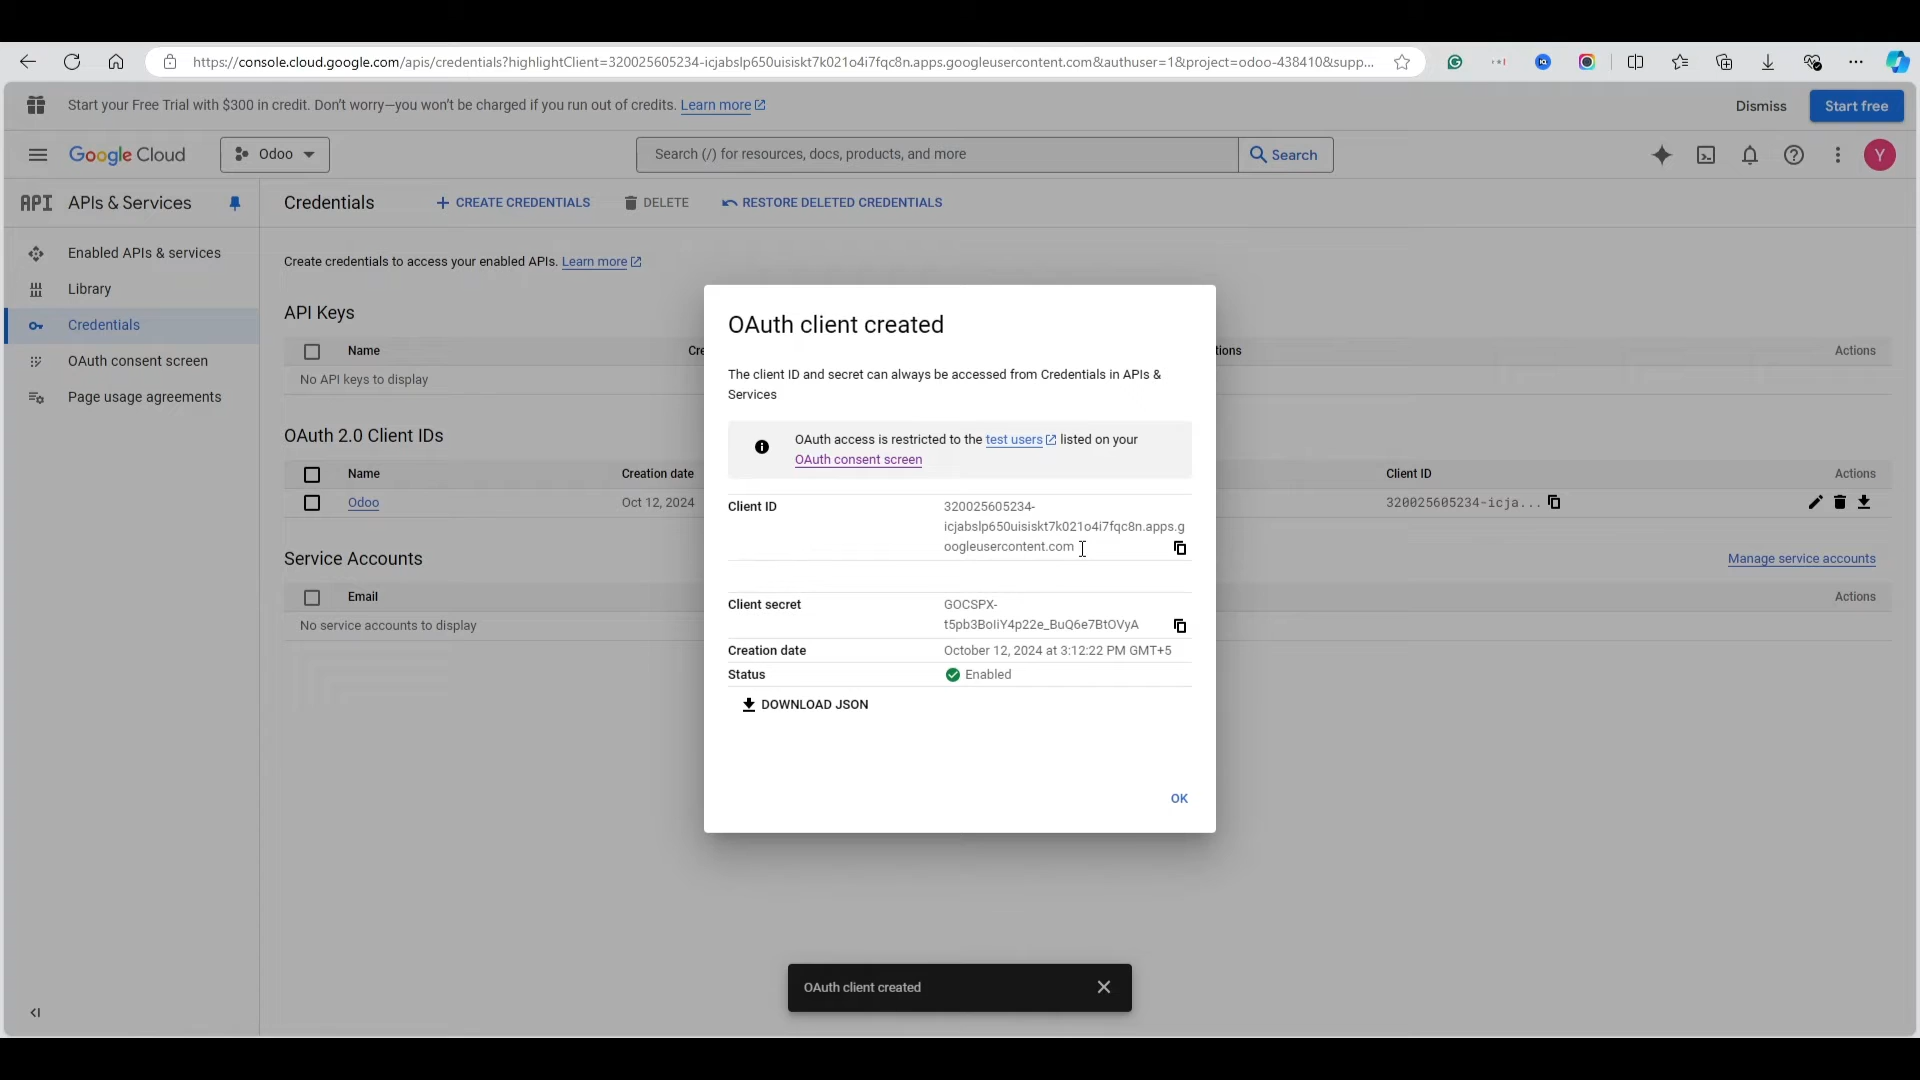 https://console.cloud.google.com/apis/credentials?highlightClient=320025605234-icjabslp650uisiskt7k021o4i7fqc8n.apps.googleusercontent.com&authuser=1&project=odoo-438410&supp...
Start your Free Trial with $300 in credit. Don't worry—you won't be charged if you run out of credits. Learn more
Dismiss
Start free
Google Cloud
Odoo
Search (/) for resources, docs, products, and more
Search
Y
API APIs & Services
Credentials
+ CREATE CREDENTIALS
DELETE
RESTORE DELETED CREDENTIALS
Enabled APIs & services
Library
Credentials
OAuth consent screen
Page usage agreements
Create credentials to access your enabled APIs. Learn more
API Keys
Name
Cre
tions
Actions
No API keys to display
OAuth 2.0 Client IDs
Name
Creation date
Client ID
Actions
Odoo
Oct 12, 2024
320025605234-icja...
Service Accounts
Manage service accounts
Email
Actions
No service accounts to display
OAuth client created
The client ID and secret can always be accessed from Credentials in APIs &
Services
OAuth access is restricted to the test users listed on your
OAuth consent screen
Client ID
320025605234-
icjabslp650uisiskt7k021o4i7fqc8n.apps.g
oogleusercontent.com
Client secret
GOCSPX-
t5pb3BoIiY4p22e_BuQ6e7BtOVyA
Creation date
October 12, 2024 at 3:12:22 PM GMT+5
Status
Enabled
DOWNLOAD JSON
OK
OAuth client created